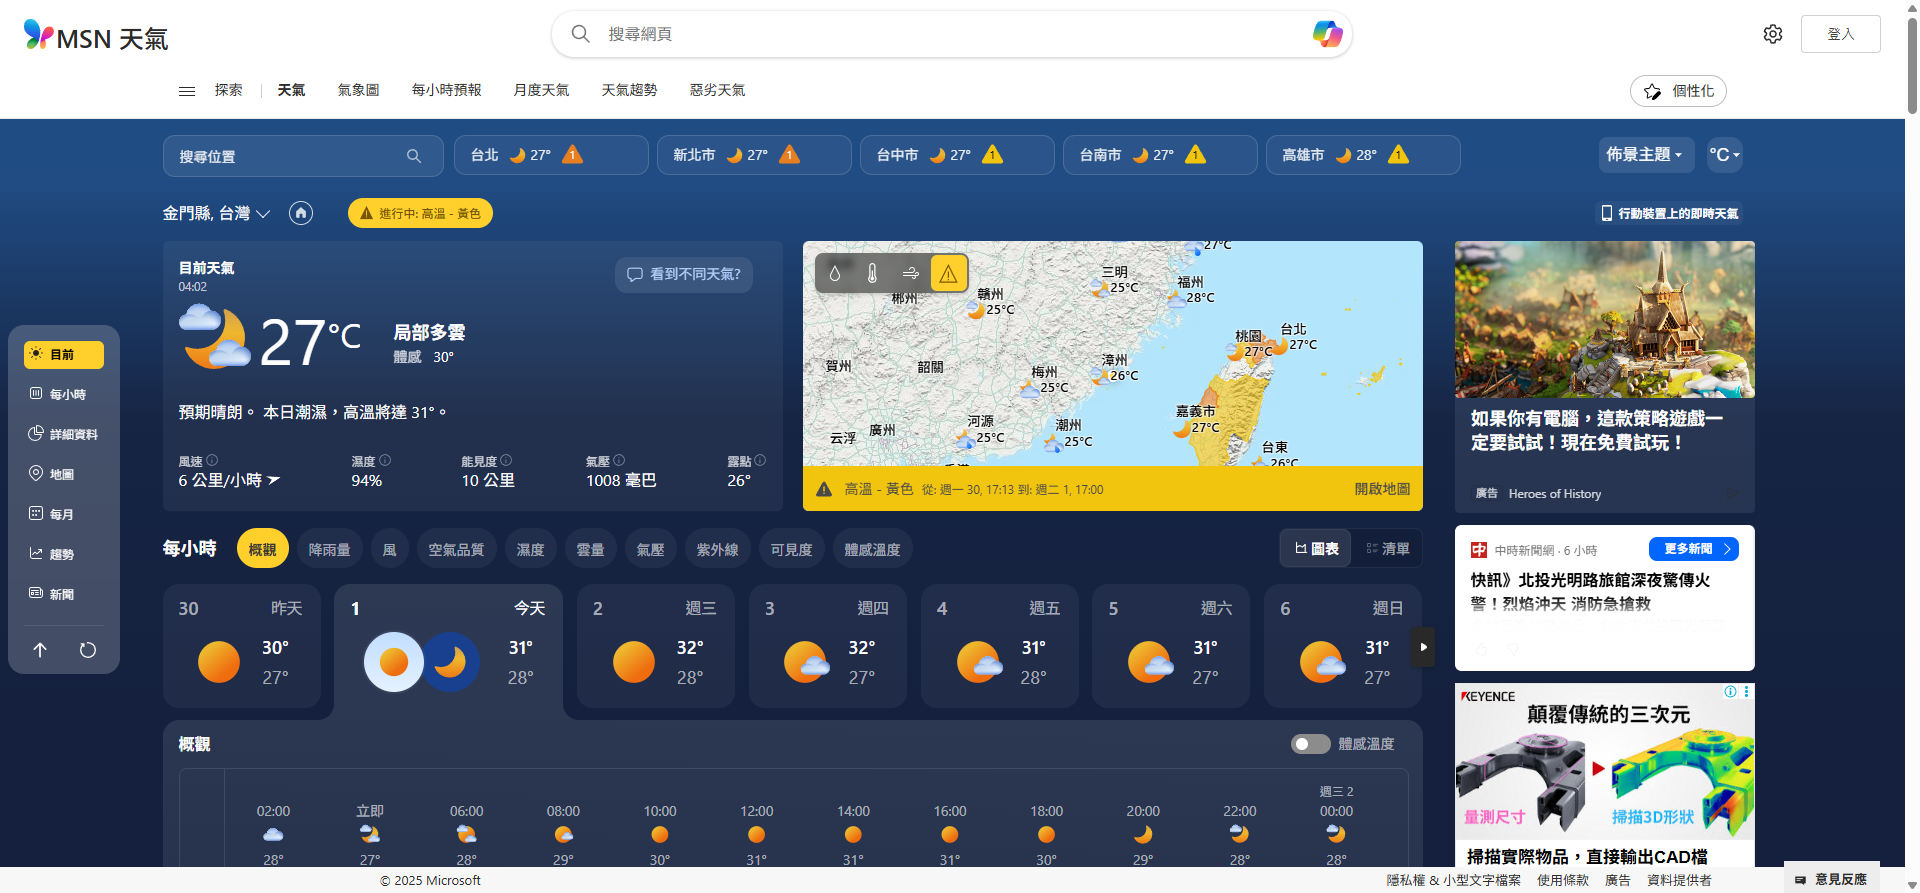 MSN 天氣
搜尋網頁
登入
探索
天氣
氣象圖
每小時預報
月度天氣
天氣趨勢
惡劣天氣
個性化
搜尋位置
台北 27° 1
新北市 27° 1
台中市 27° 1
台南市 27° 1
高雄市 28° 1
佈景主題
°C
金門縣, 台灣
進行中: 高溫 - 黃色
行動裝置上的即時天氣
目前天氣
04:02
看到不同天氣?
27°C
局部多雲
體感 30°
預期晴朗。 本日潮濕，高溫將達 31°。
風速
6 公里/小時
濕度
94%
能見度
10 公里
氣壓
1008 毫巴
露點
26°
27°C
三明
25°C
福州
28°C
郴州
贛州
25°C
桃園
27°C
台北
27°C
賀州
韶關
梅州
25°C
漳州
26°C
嘉義市
27°C
云浮
廣州
河源
25°C
潮州
25°C
台東
26°C
高溫 - 黃色 從: 週一 30, 17:13 到: 週二 1, 17:00
開啟地圖
如果你有電腦，這款策略遊戲一
定要試試！現在免費試玩！
廣告 Heroes of History
目前
每小時
詳細資料
地圖
每月
趨勢
新聞
每小時
概觀
降雨量
風
空氣品質
濕度
雲量
氣壓
紫外線
可見度
體感溫度
圖表
清單
30 昨天
30°
27°
1 今天
31°
28°
2 週三
32°
28°
3 週四
32°
27°
4 週五
31°
28°
5 週六
31°
27°
6 週日
31°
27°
中時新聞網 · 6 小時
更多新聞
快訊》北投光明路旅館深夜驚傳火
警！烈焰沖天 消防急搶救
概觀
體感溫度
週三 2
02:00 立即 06:00 08:00 10:00 12:00 14:00 16:00 18:00 20:00 22:00 00:00
28° 27° 28° 29° 30° 31° 31° 31° 30° 29° 28° 28°
KEYENCE
顛覆傳統的三次元
量測尺寸
掃描3D形狀
掃描實際物品，直接輸出CAD檔
© 2025 Microsoft
隱私權 & 小型文字檔案
使用條款
廣告
資料提供者
意見反應